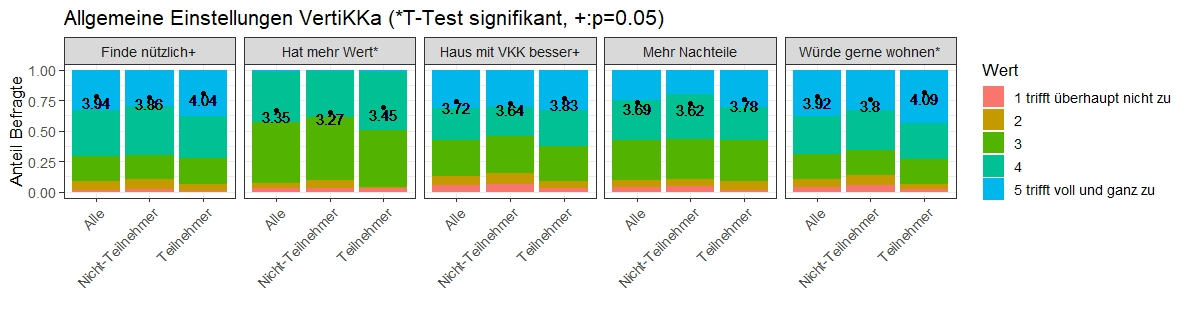 Allgemeine Einstellungen VertiKKa (*T-Test signifikant, +:p=0.05)
Finde nützlich+
Hat mehr Wert*
Haus mit VKK besser+
Mehr Nachteile
Würde gerne wohnen*
Anteil Befragte
1.00
0.75
0.50
0.25
0.00
3.94
3.86
4.04
3.35
3.27
3.45
3.72
3.64
3.83
3.69
3.62
3.78
3.92
3.8
4.09
Alle
Nicht-Teilnehmer
Teilnehmer
Alle
Nicht-Teilnehmer
Teilnehmer
Alle
Nicht-Teilnehmer
Teilnehmer
Alle
Nicht-Teilnehmer
Teilnehmer
Alle
Nicht-Teilnehmer
Teilnehmer
Wert
1 trifft überhaupt nicht zu
2
3
4
5 trifft voll und ganz zu